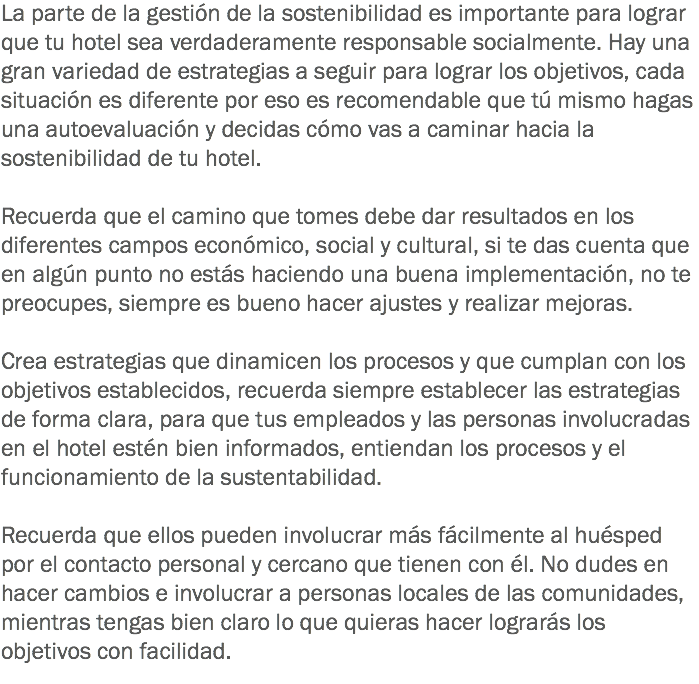 La parte de la gestión de la sostenibilidad es importante para lograr
que tu hotel sea verdaderamente responsable socialmente. Hay una
gran variedad de estrategias a seguir para lograr los objetivos, cada
situación es diferente por eso es recomendable que tú mismo hagas
una autoevaluación y decidas cómo vas a caminar hacia la
sostenibilidad de tu hotel.
Recuerda que el camino que tomes debe dar resultados en los
diferentes campos económico, social y cultural, si te das cuenta que
en algún punto no estás haciendo una buena implementación, no te
preocupes, siempre es bueno hacer ajustes y realizar mejoras.
Crea estrategias que dinamicen los procesos y que cumplan con los
objetivos establecidos, recuerda siempre establecer las estrategias
de forma clara, para que tus empleados y las personas involucradas
en el hotel estén bien informados, entiendan los procesos y el
funcionamiento de la sustentabilidad.
Recuerda que ellos pueden involucrar más fácilmente al huésped
por el contacto personal y cercano que tienen con él. No dudes en
hacer cambios e involucrar a personas locales de las comunidades,
mientras tengas bien claro lo que quieras hacer lograrás los
objetivos con facilidad.